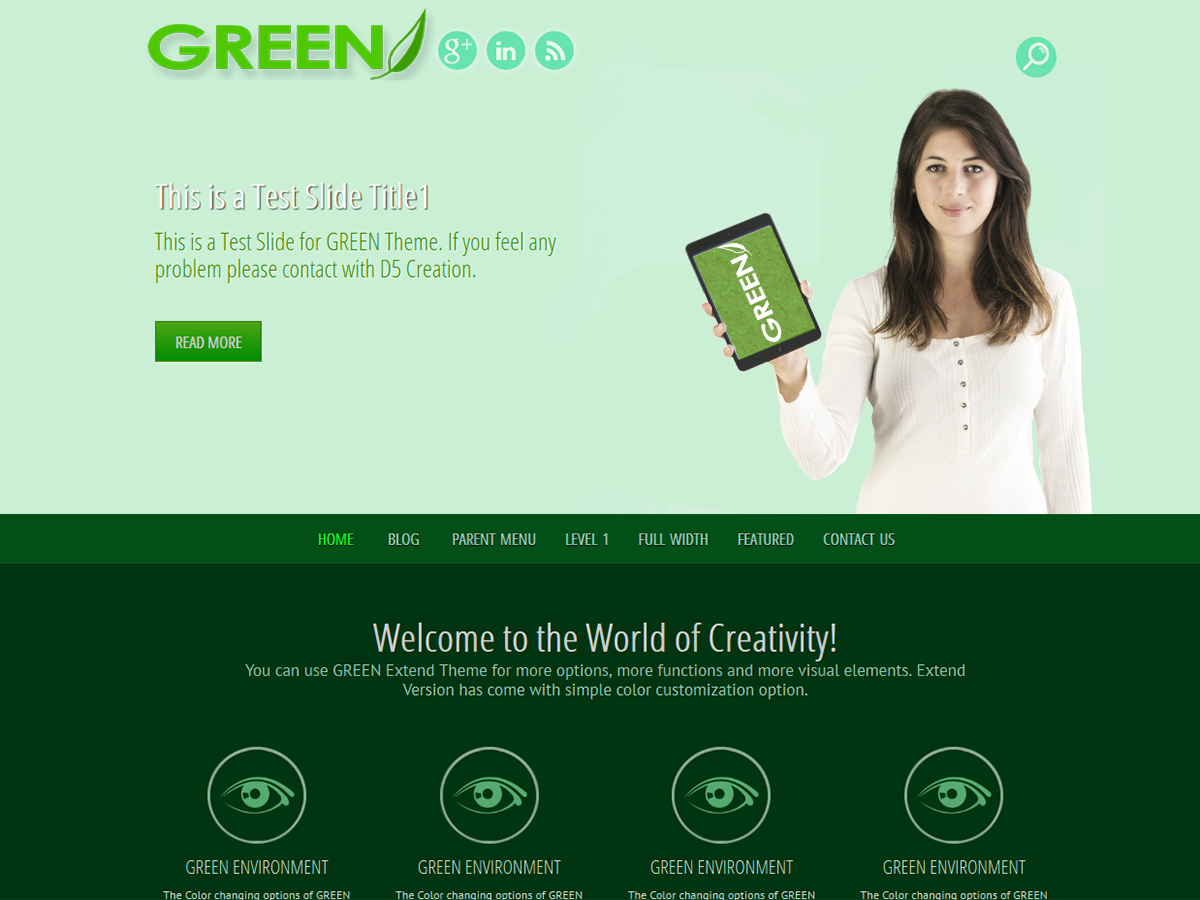 GREEN
g+ in
This is a Test Slide Title1
This is a Test Slide for GREEN Theme. If you feel any
problem please contact with D5 Creation.
READ MORE
GREEN
HOME BLOG PARENT MENU LEVEL 1 FULL WIDTH FEATURED CONTACT US
Welcome to the World of Creativity!
You can use GREEN Extend Theme for more options, more functions and more visual elements. Extend
Version has come with simple color customization option.
GREEN ENVIRONMENT GREEN ENVIRONMENT GREEN ENVIRONMENT GREEN ENVIRONMENT
The Color changing options of GREEN The Color changing options of GREEN The Color changing options of GREEN The Color changing options of GREEN